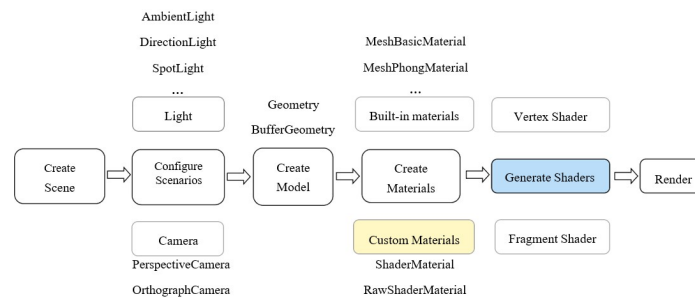 AmbientLight
DirectionLight
SpotLight
...
Light
Geometry
BufferGeometry
MeshBasicMaterial
MeshPhongMaterial
...
Built-in materials
Vertex Shader
Create
Scene
Configure
Scenarios
Create
Model
Create
Materials
Generate Shaders
Render
Camera
PerspectiveCamera
OrthographCamera
Custom Materials
ShaderMaterial
RawShaderMaterial
Fragment Shader